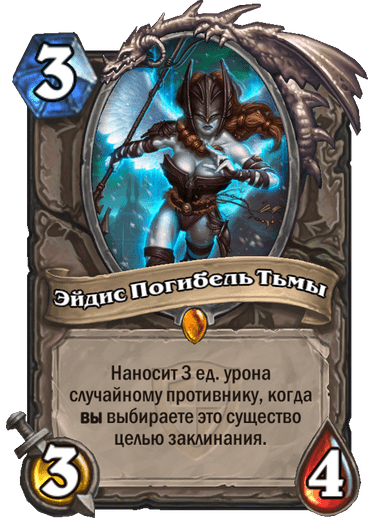 3
Эйдис Погибель Тьмы
Наносит 3 ед. урона
случайному противнику, когда
вы выбираете это существо
целью заклинания.
3
4